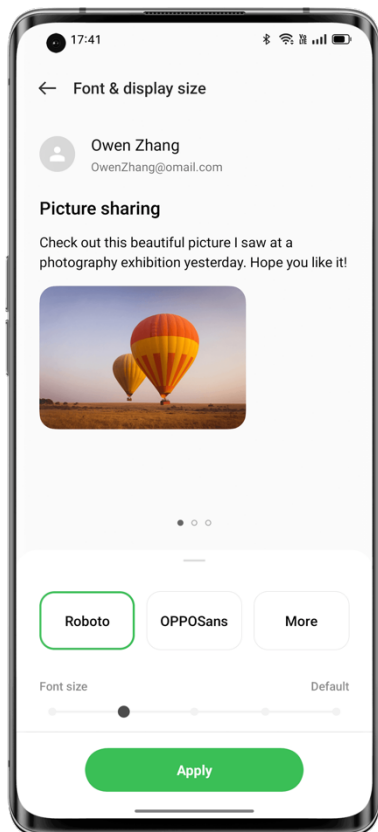 17:41
Font & display size
Owen Zhang
OwenZhang@omail.com
Picture sharing
Check out this beautiful picture I saw at a
photography exhibition yesterday. Hope you like it!
Roboto OPPOSans More
Font size Default
Apply